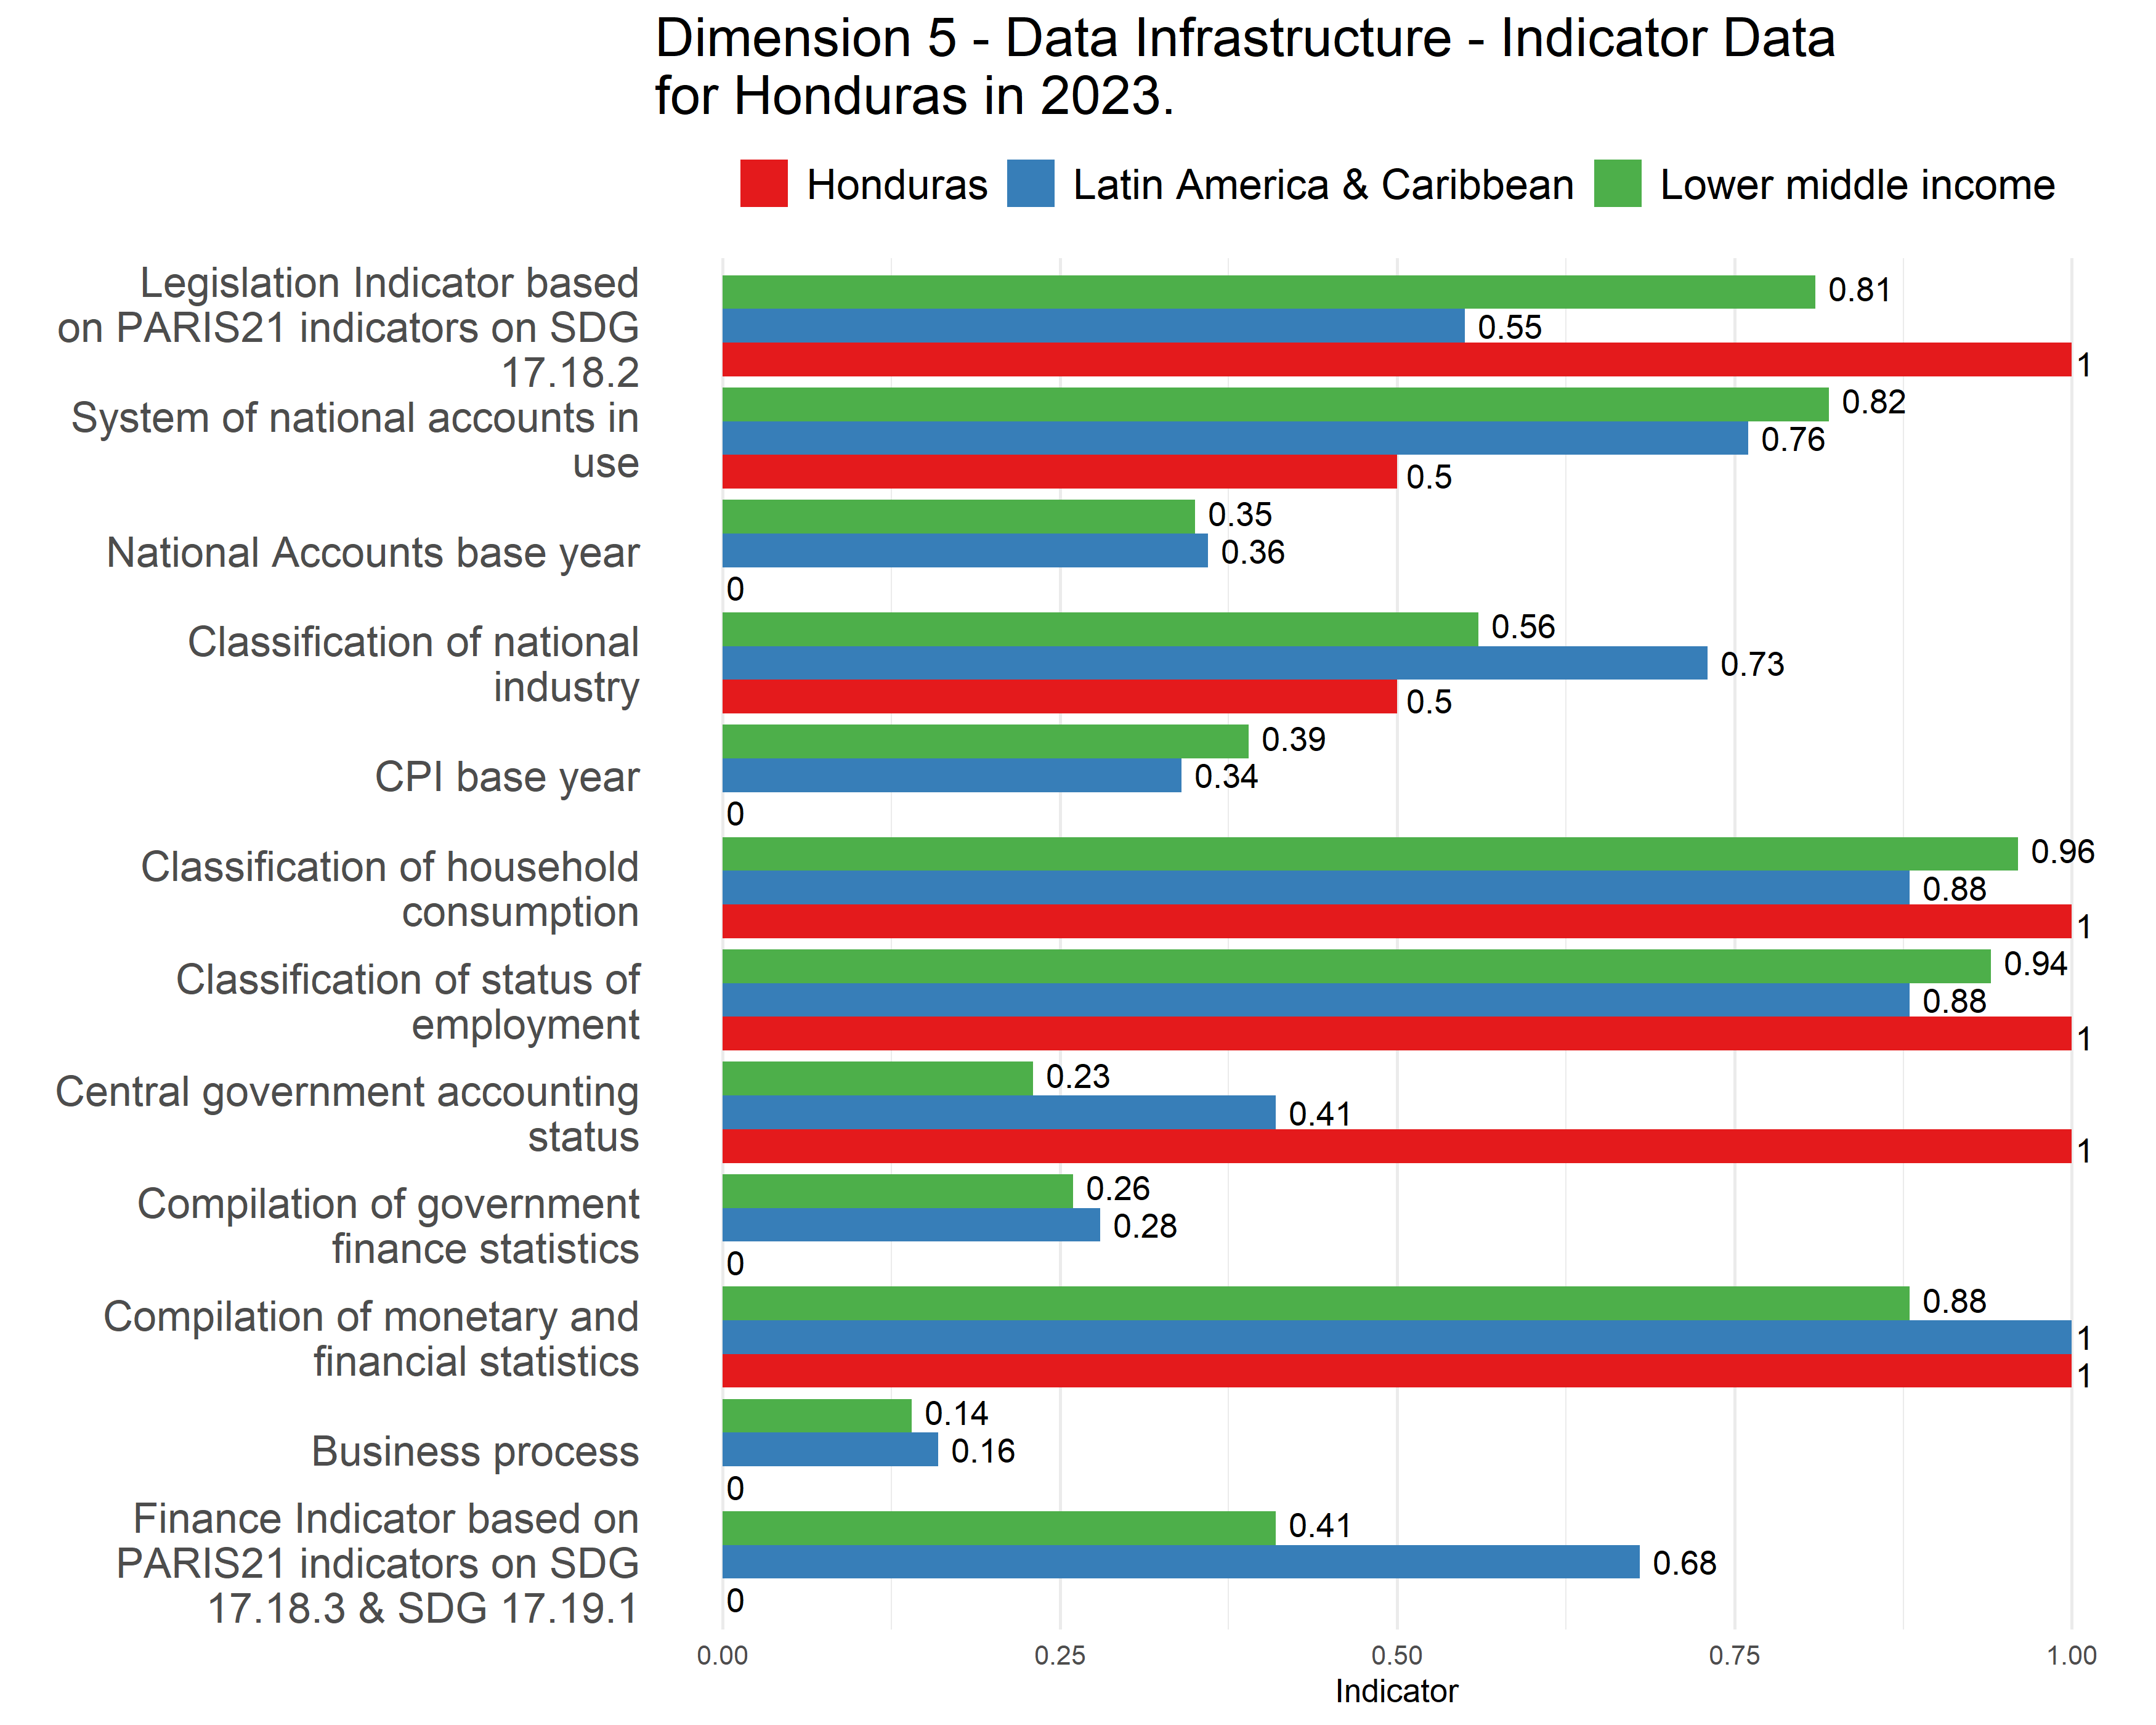 Dimension 5 - Data Infrastructure - Indicator Data
for Honduras in 2023.
Honduras
Latin America & Caribbean
Lower middle income
Legislation Indicator based
on PARIS21 indicators on SDG
17.18.2
0.81
0.55
1
System of national accounts in
use
0.82
0.76
0.5
National Accounts base year
0.35
0.36
0
Classification of national
industry
0.56
0.73
0.5
CPI base year
0.39
0.34
0
Classification of household
consumption
0.96
0.88
1
Classification of status of
employment
0.94
0.88
1
Central government accounting
status
0.23
0.41
1
Compilation of government
finance statistics
0.26
0.28
0
Compilation of monetary and
financial statistics
0.88
1
1
Business process
0.14
0.16
0
Finance Indicator based on
PARIS21 indicators on SDG
17.18.3 & SDG 17.19.1
0.41
0.68
0
0.00
0.25
0.50
0.75
1.00
Indicator